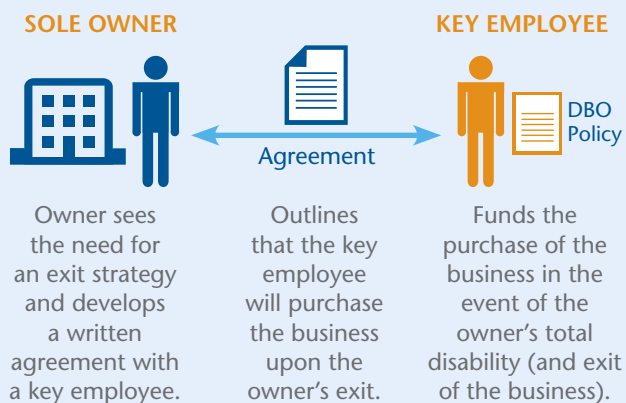 SOLE OWNER
KEY EMPLOYEE
DBO
Policy
Agreement
Owner sees
the need for
an exit strategy
and develops
a written
agreement with
a key employee.
Outlines
that the key
employee
will purchase
the business
upon the
owner’s exit.
Funds the
purchase of the
business in the
event of the
owner’s total
disability (and exit
of the business).